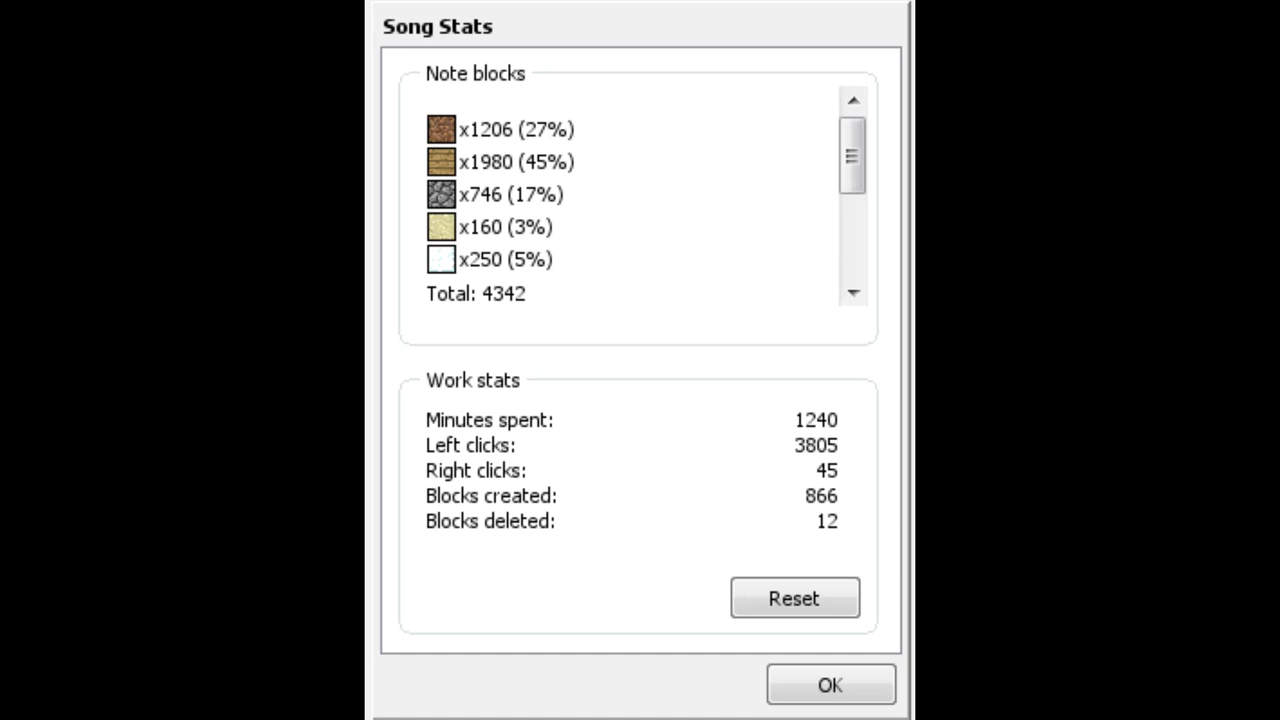 Song Stats
Note blocks
x1206 (27%)
x1980 (45%)
x746 (17%)
x160 (3%)
x250 (5%)
Total: 4342
Work stats
Minutes spent: 1240
Left clicks: 3805
Right clicks: 45
Blocks created: 866
Blocks deleted: 12
Reset
OK